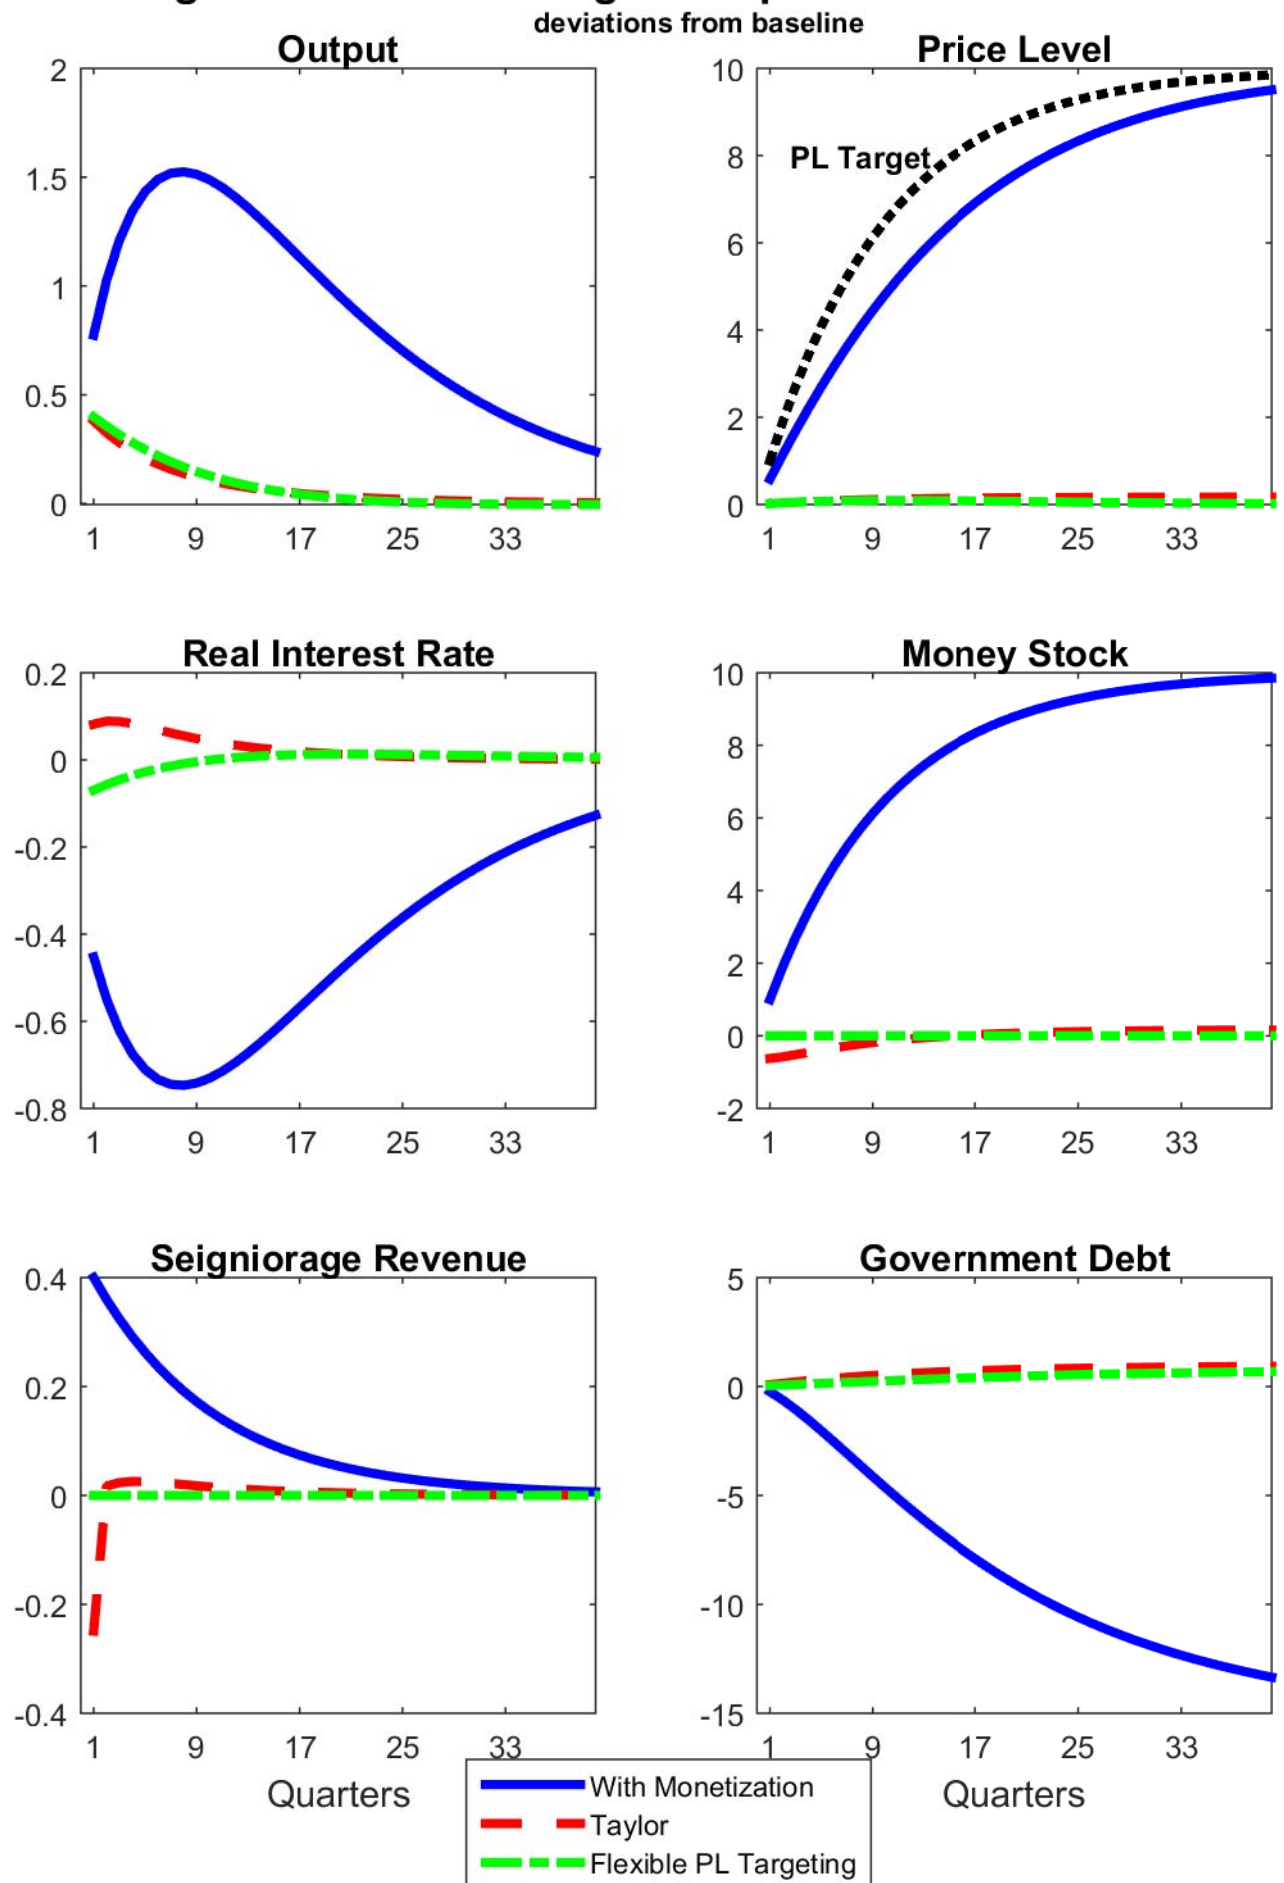 deviations from baseline
Output
2
1.5
1
0.5
0
1 9 17 25 33
Price Level
10
8
6
4
2
0
PL Target
1 9 17 25 33
Real Interest Rate
0.2
0
-0.2
-0.4
-0.6
-0.8
1 9 17 25 33
Money Stock
10
8
6
4
2
0
-2
1 9 17 25 33
Seigniorage Revenue
0.4
0.2
0
-0.2
-0.4
1 9 17 25 33
Quarters
Government Debt
5
0
-5
-10
-15
1 9 17 25 33
Quarters
With Monetization
Taylor
Flexible PL Targeting